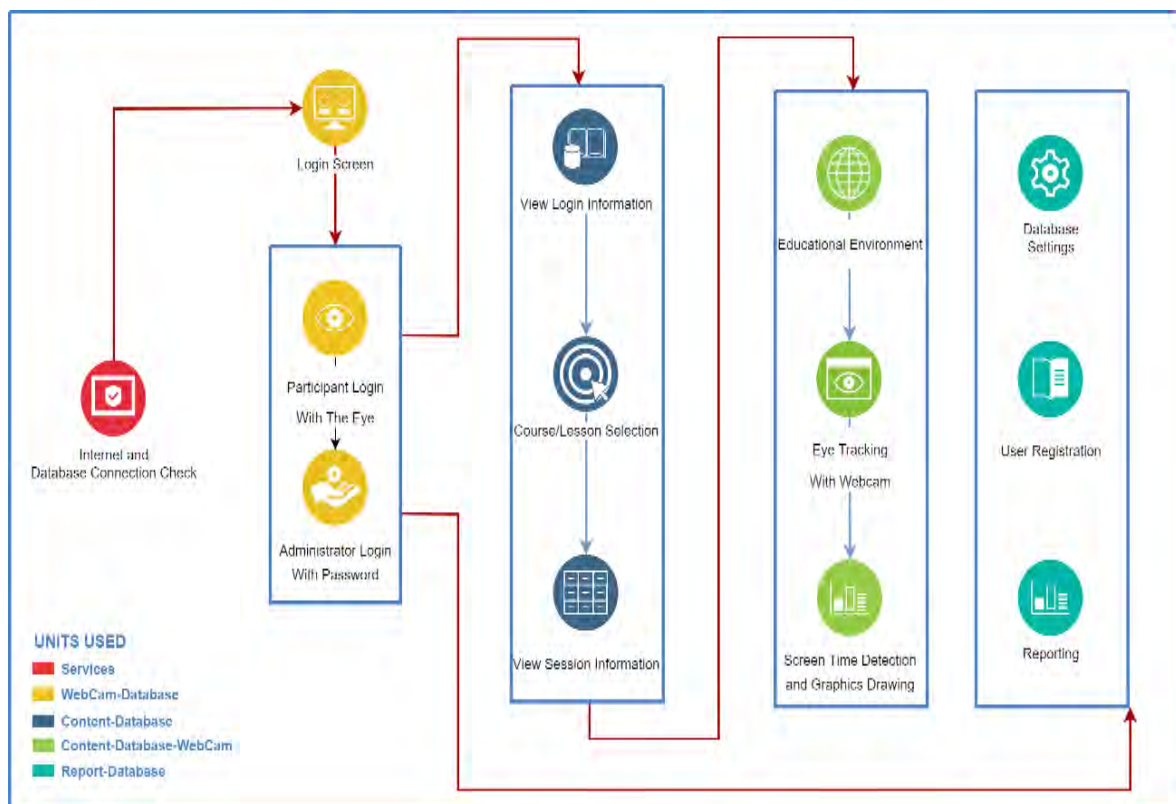 Login Screen
Internet and
Database Connection Check
Participant Login
With The Eye
Administrator Login
With Password
View Login Information
Course/Lesson Selection
View Session Information
Educational Environment
Eye Tracking
With Webcam
Screen Time Detection
and Graphics Drawing
Database
Settings
User Registration
Reporting
UNITS USED
Services
WebCam-Database
Content-Database
Content-Database-WebCam
Report-Database